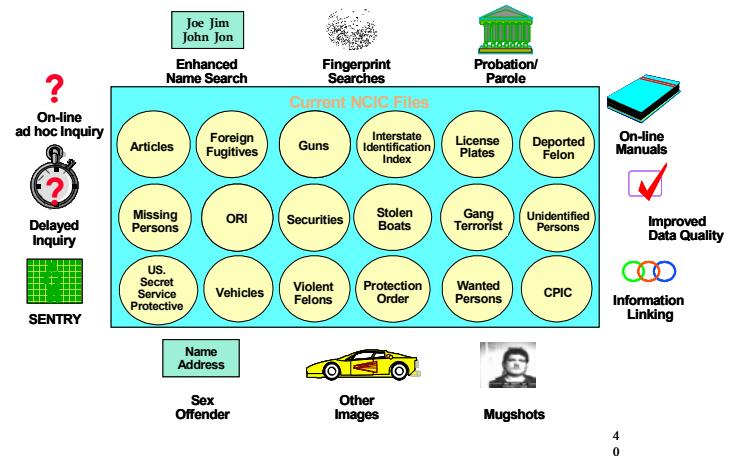 Joe Jim
John Jon
Enhanced
Name Search
Fingerprint
Searches
Probation/
Parole
?
On-line
ad hoc Inquiry
?
Delayed
Inquiry
SENTRY
Current NCIC Files
Articles
Foreign
Fugitives
Guns
Interstate
Identification
Index
License
Plates
Deported
Felon
Missing
Persons
ORI
Securities
Stolen
Boats
Gang
Terrorist
Unidentified
Persons
US.
Secret
Service
Protective
Vehicles
Violent
Felons
Protection
Order
Wanted
Persons
CPIC
On-line
Manuals
Improved
Data Quality
Information
Linking
Name
Address
Sex
Offender
Other
Images
Mugshots
4
0